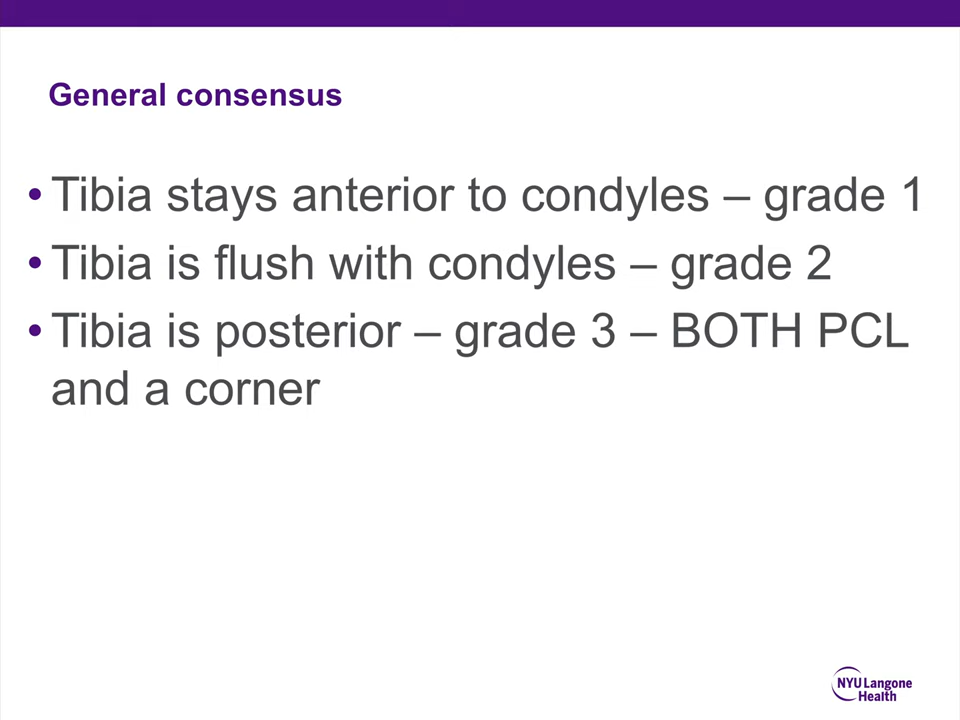 General consensus
• Tibia stays anterior to condyles – grade 1
• Tibia is flush with condyles – grade 2
• Tibia is posterior – grade 3 – BOTH PCL
and a corner
NYU Langone
Health